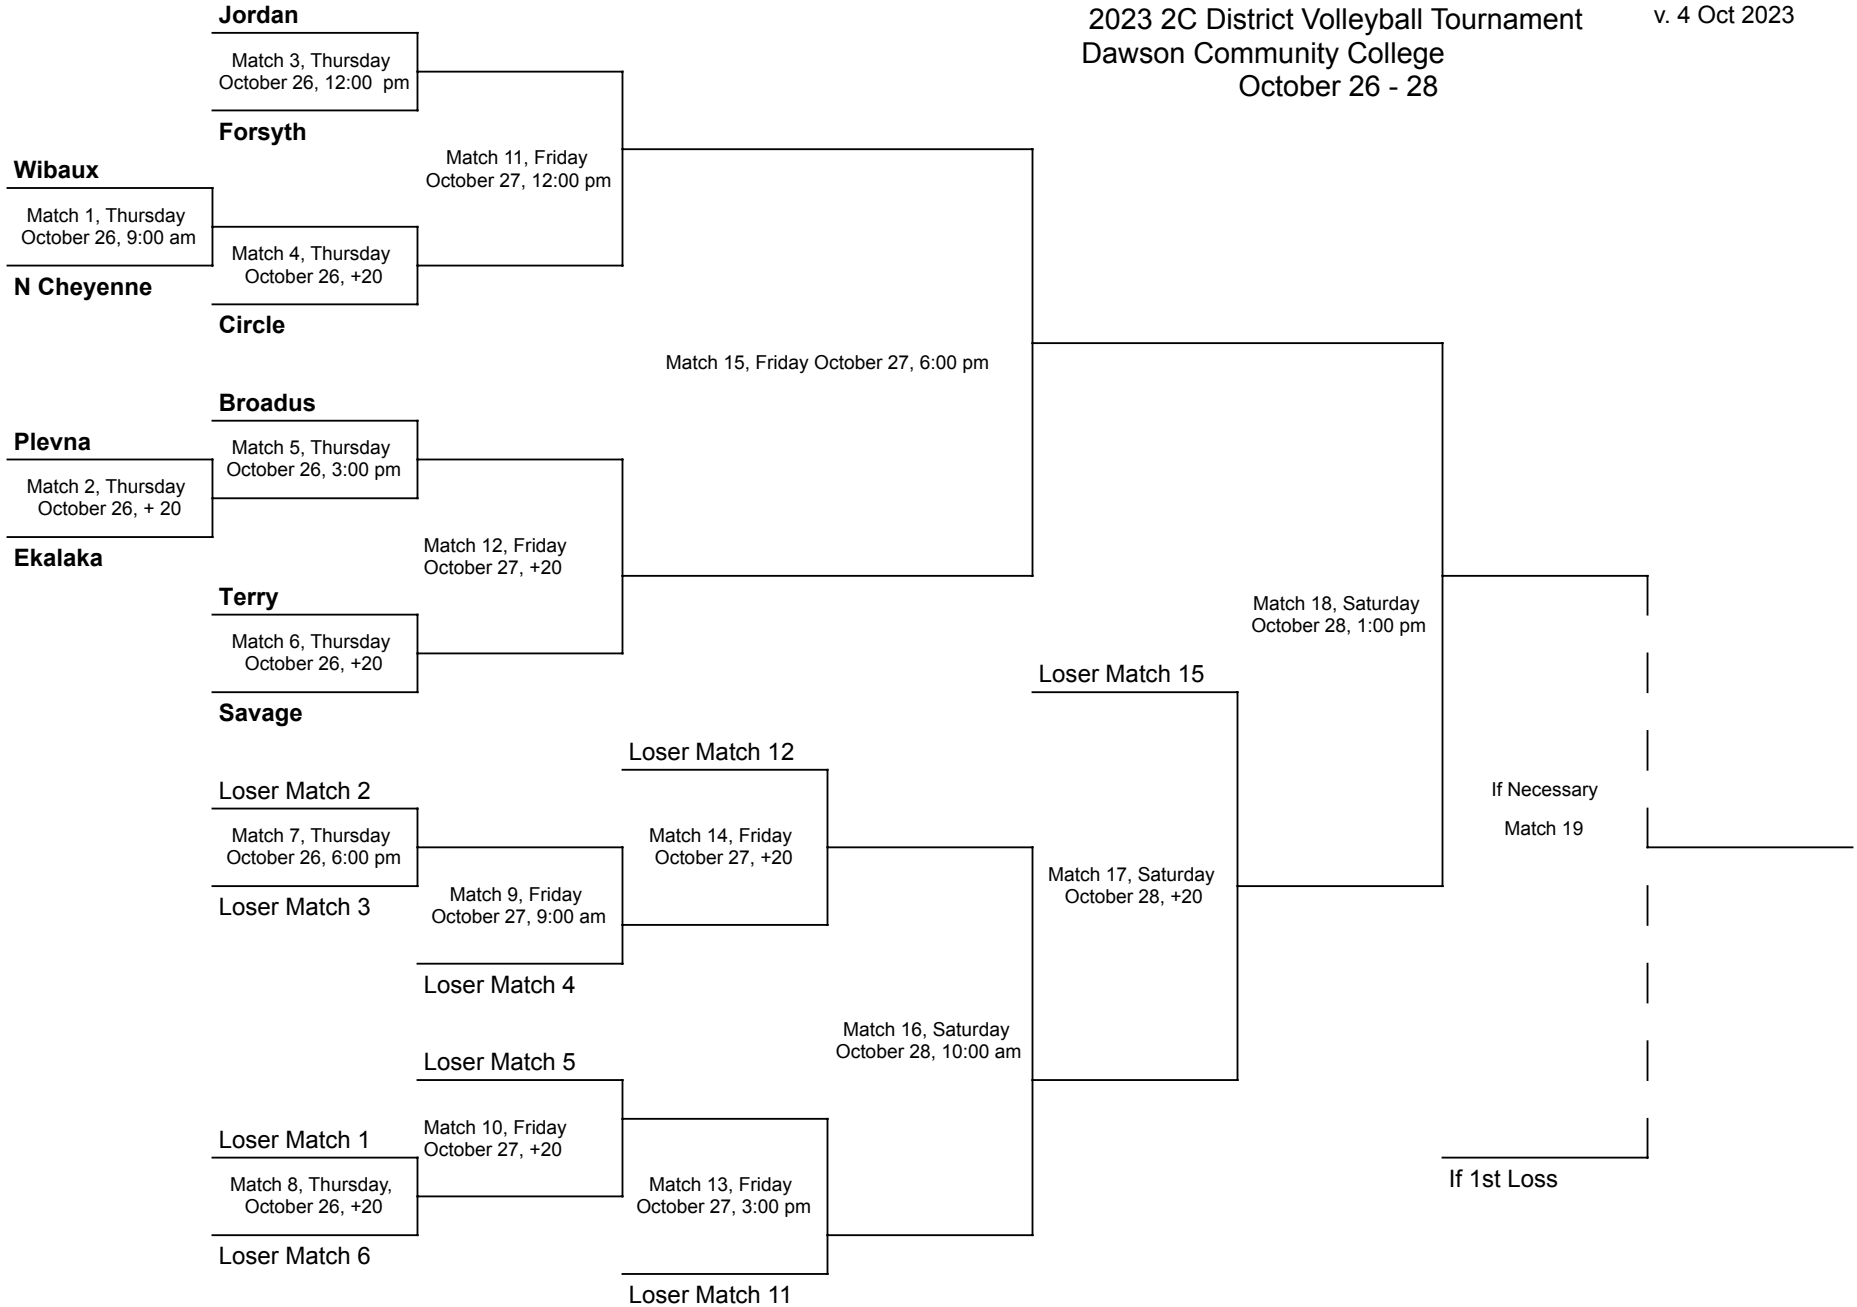 2023 2C District Volleyball Tournament
Dawson Community College
October 26 - 28
v. 4 Oct 2023
Jordan
Match 3, Thursday
October 26, 12:00 pm
Forsyth
Match 11, Friday
October 27, 12:00 pm
Wibaux
Match 1, Thursday
October 26, 9:00 am
N Cheyenne
Match 4, Thursday
October 26, +20
Circle
Match 15, Friday October 27, 6:00 pm
Broadus
Match 5, Thursday
October 26, 3:00 pm
Plevna
Match 2, Thursday
October 26, + 20
Ekalaka
Match 12, Friday
October 27, +20
Terry
Match 6, Thursday
October 26, +20
Savage
Match 18, Saturday
October 28, 1:00 pm
Loser Match 15
Loser Match 12
Loser Match 2
Match 7, Thursday
October 26, 6:00 pm
Loser Match 3
Match 14, Friday
October 27, +20
If Necessary
Match 19
Match 9, Friday
October 27, 9:00 am
Loser Match 4
Match 17, Saturday
October 28, +20
Match 16, Saturday
October 28, 10:00 am
Loser Match 5
Match 10, Friday
October 27, +20
Loser Match 1
Match 8, Thursday,
October 26, +20
Loser Match 6
Match 13, Friday
October 27, 3:00 pm
Loser Match 11
If 1st Loss